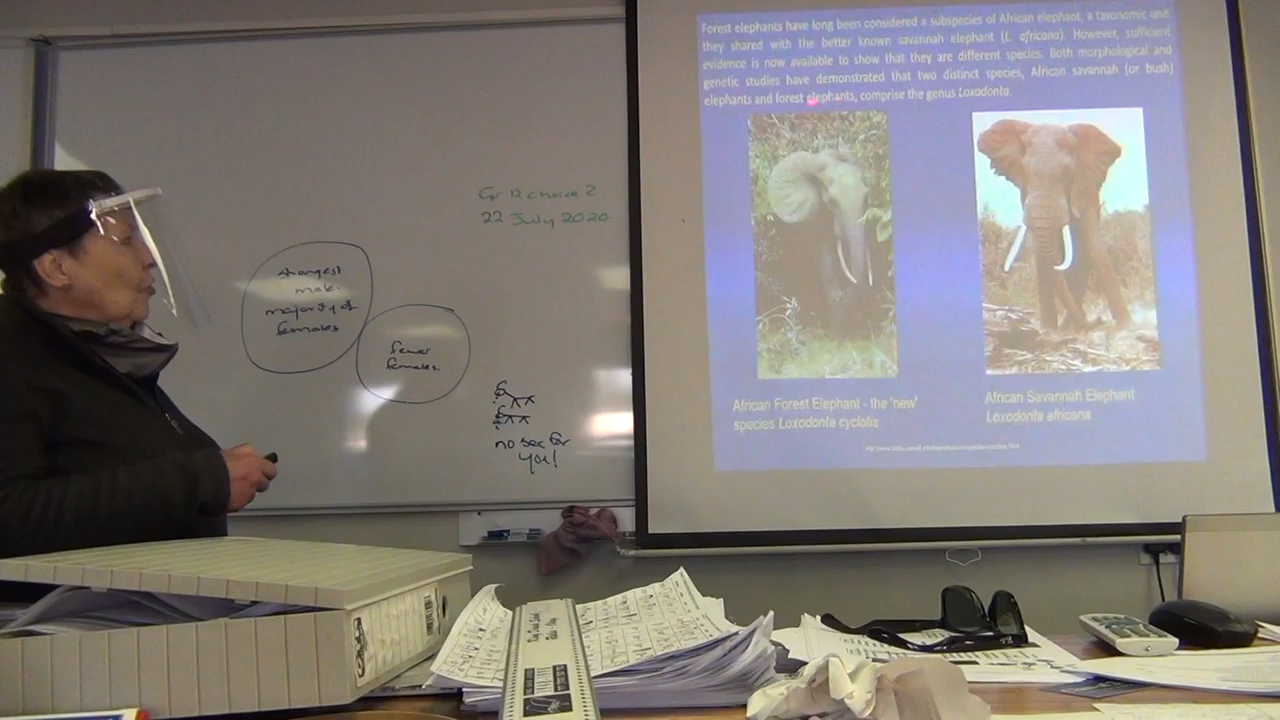 Forest elephants have long been considered a subspecies of African elephant, a taxonomic unit
they shared with the better known savannah elephant (L. africana). However, sufficient
evidence is now available to show that they are different species. Both morphological and
genetic studies have demonstrated that two distinct species, African savannah (or bush)
elephants and forest elephants, comprise the genus Loxodonta.
Gr 12 choice 2.
22 July 2020
strongest
male.
majority of
females
fewer
females.
no sex for
you!
African Forest Elephant - the 'new'
species Loxodonta cyclotis
African Savannah Elephant
Loxodonta africana